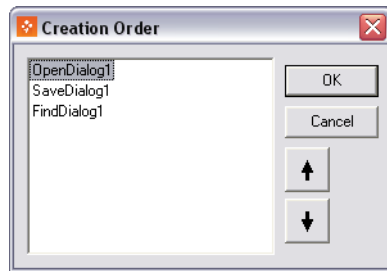 Creation Order
OpenDialog1
SaveDialog1
FindDialog1
OK
Cancel